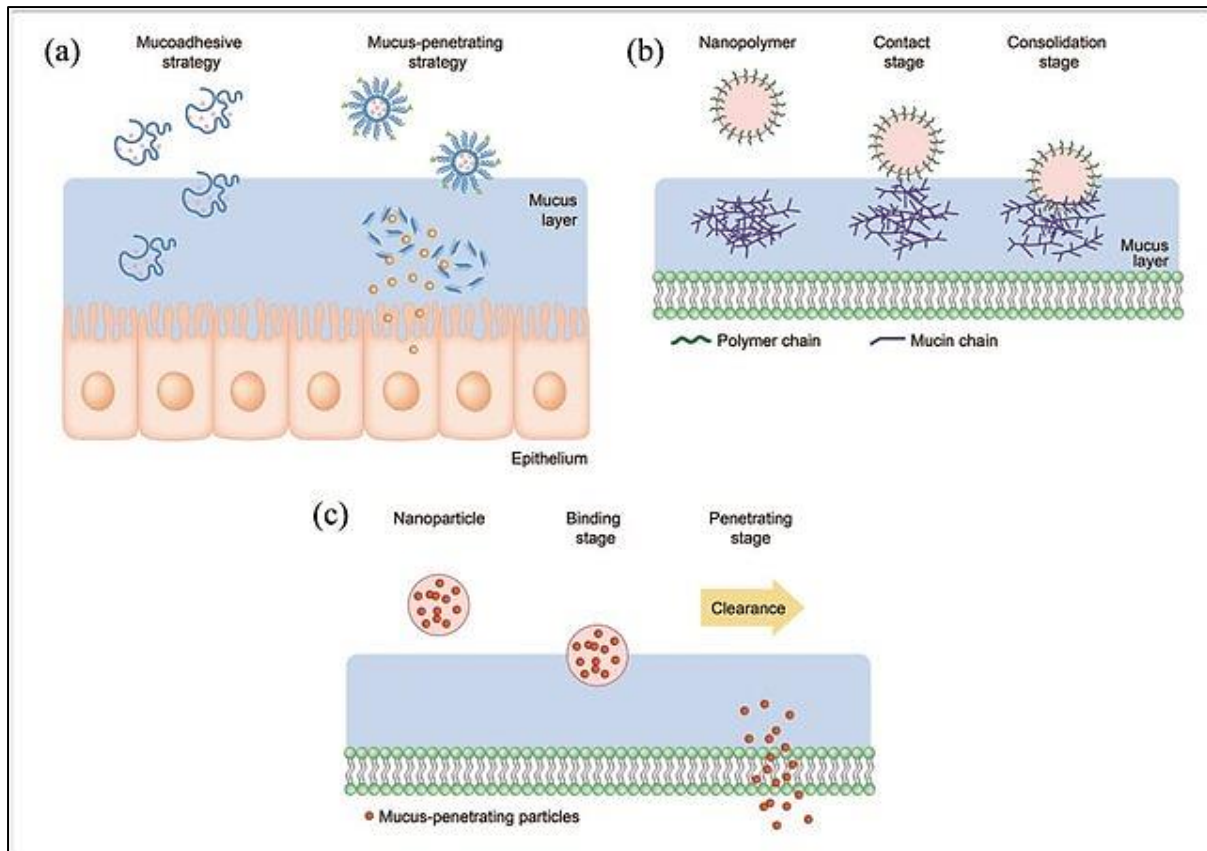 (a)
Mucoadhesive
strategy
Mucus-penetrating
strategy
Mucus
layer
Epithelium
(b)
Nanopolymer
Contact
stage
Consolidation
stage
Mucus
layer
Polymer chain
Mucin chain
(c)
Nanoparticle
Binding
stage
Penetrating
stage
Clearance
Mucus-penetrating particles